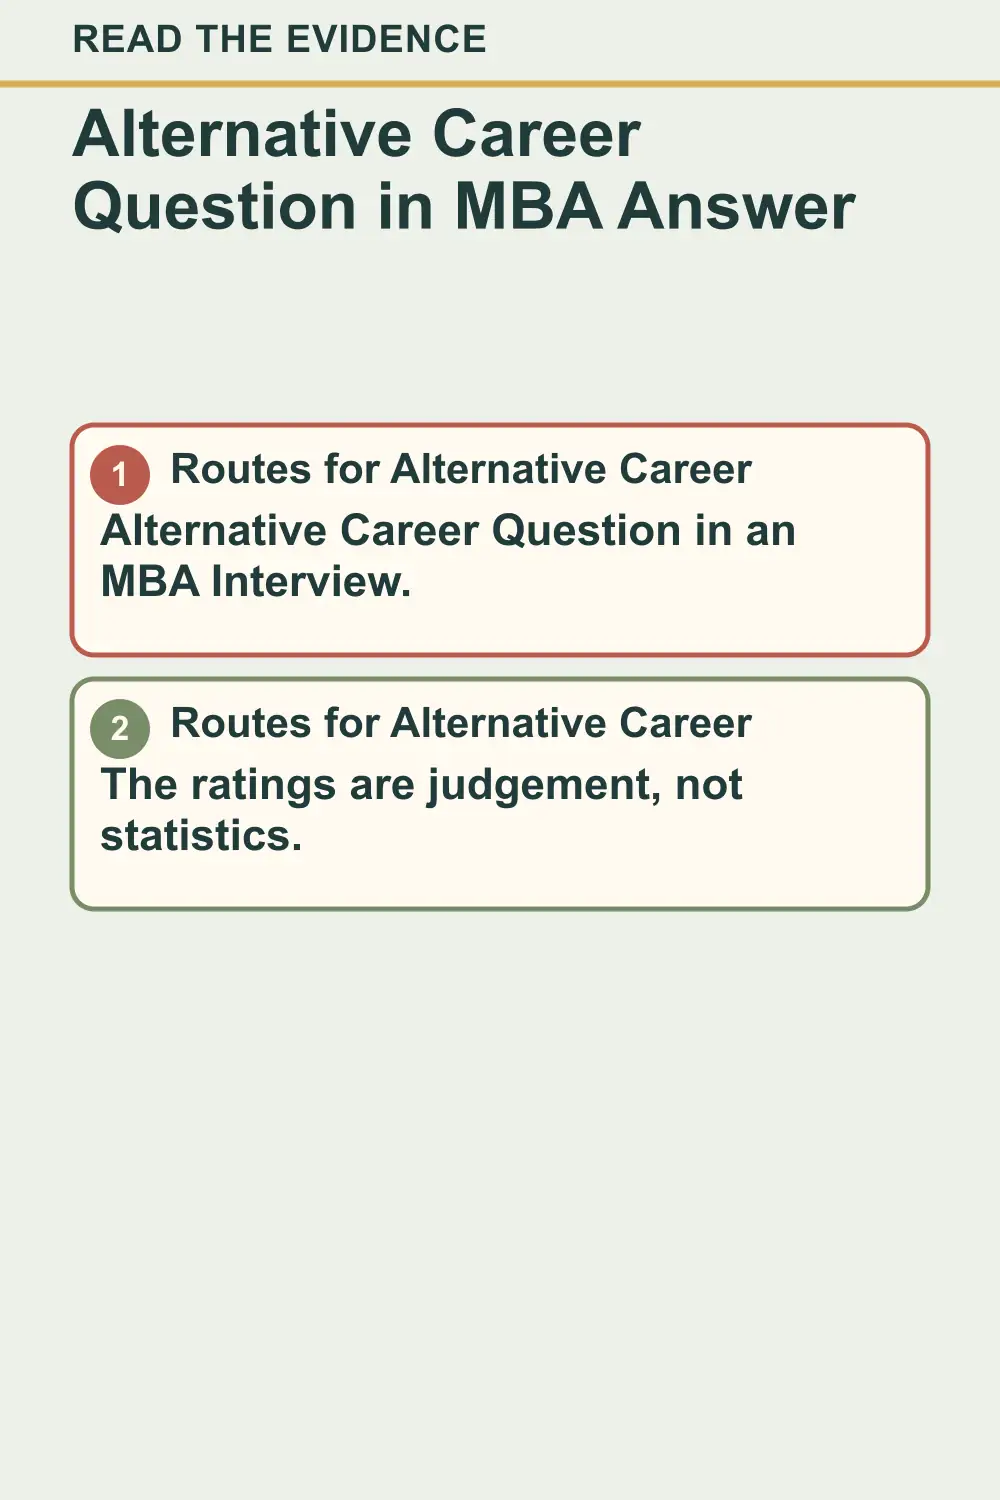 READ THE EVIDENCE
Alternative Career
Question in MBA Answer
1 Routes for Alternative Career
Alternative Career Question in an
MBA Interview.
2 Routes for Alternative Career
The ratings are judgement, not
statistics.